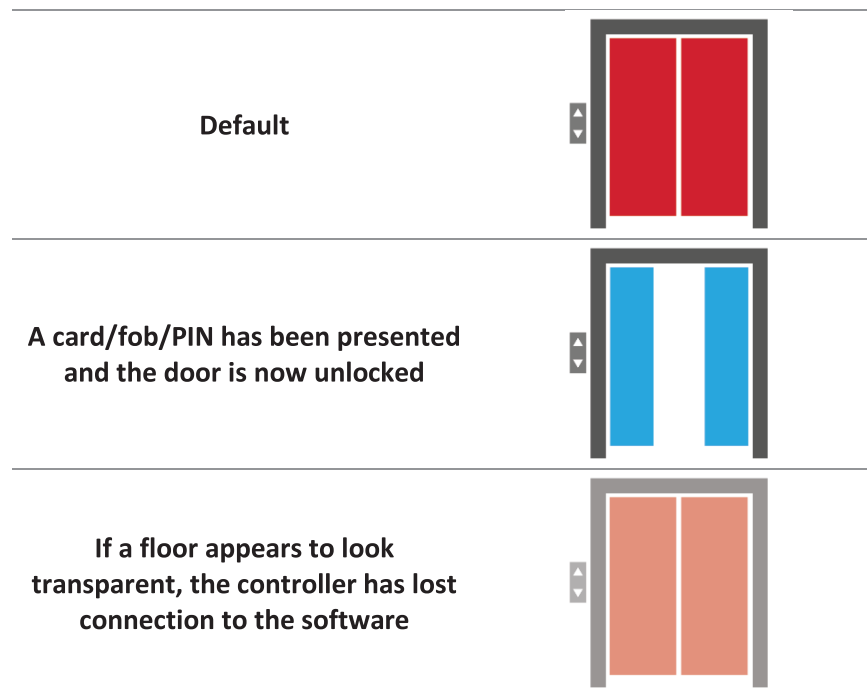 Default
A card/fob/PIN has been presented
and the door is now unlocked
If a floor appears to look
transparent, the controller has lost
connection to the software